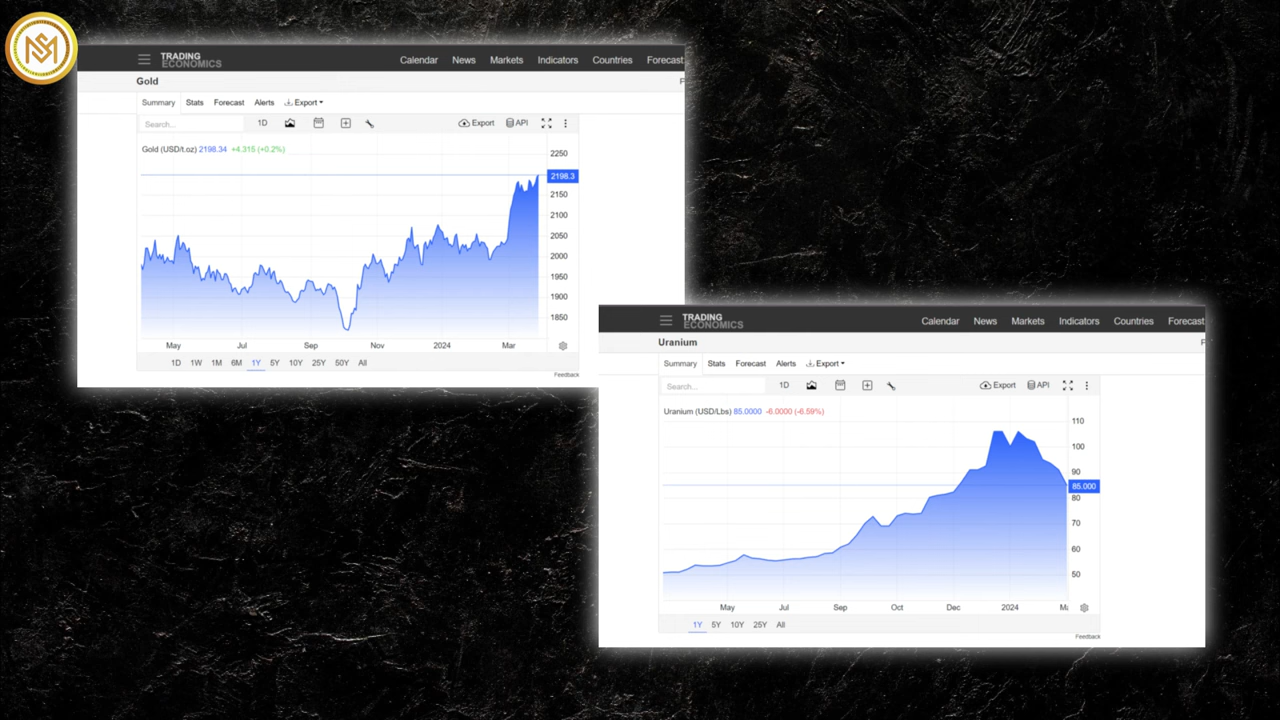 TRADING
ECONOMICS
Calendar News Markets Indicators Countries Forecast
Gold
Summary Stats Forecast Alerts Export
Search... 1D Export API
Gold (USD/t.oz) 2198.34 +4.315 (+0.2%)
2250
2198.3
2150
2100
2050
2000
1950
1900
1850
May Jul Sep Nov 2024 Mar
1D 1W 1M 6M 1Y 5Y 10Y 25Y 50Y All
Feedback
TRADING
ECONOMICS
Calendar News Markets Indicators Countries Forecast
Uranium
Summary Stats Forecast Alerts Export
Search... 1D Export API
Uranium (USD/Lbs) 85.0000 -6.0000 (-6.59%)
110
100
90
85.000
80
70
60
50
May Jul Sep Oct Dec 2024
1Y 5Y 10Y 25Y All
Feedback